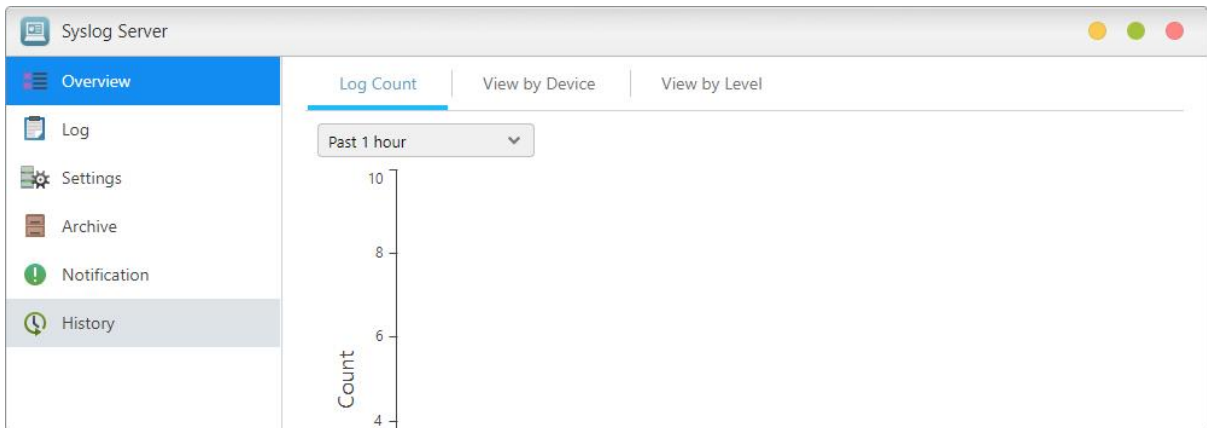 Syslog Server
Overview
Log
Settings
Archive
Notification
History
Log Count
View by Device
View by Level
Past 1 hour
10
8
6
4
Count